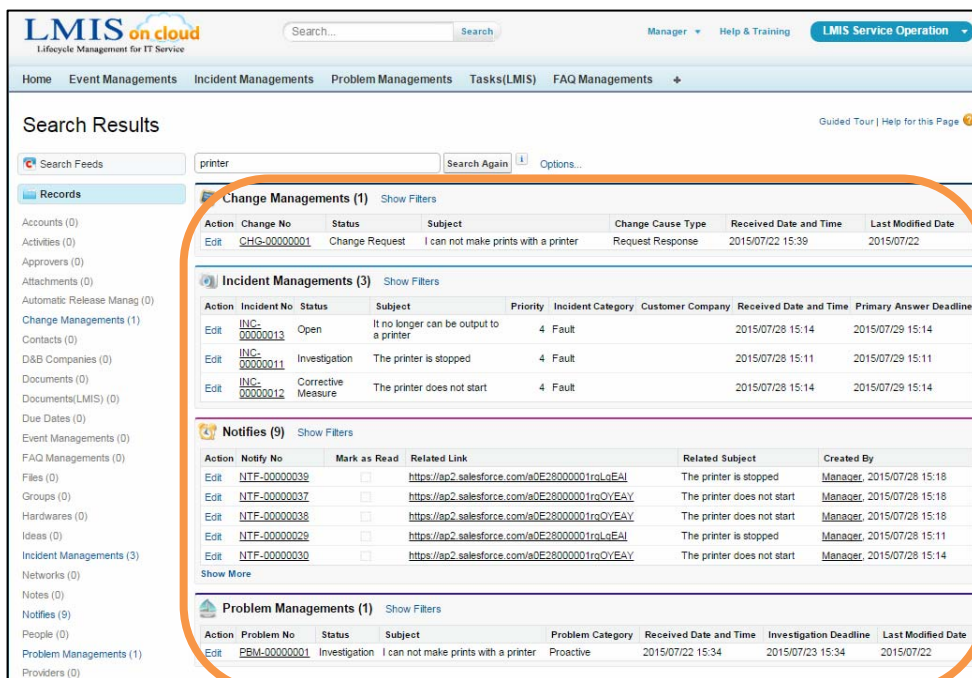 LMIS on cloud
Lifecycle Management for IT Service
Search... Search
Manager Help & Training LMIS Service Operation
Home Event Managements Incident Managements Problem Managements Tasks(LMIS) FAQ Managements +
Search Results
Guided Tour | Help for this Page
Search Feeds
printer Search Again i Options...
Records
Accounts (0)
Activities (0)
Approvers (0)
Attachments (0)
Automatic Release Manag (0)
Change Managements (1)
Contacts (0)
D&B Companies (0)
Documents (0)
Documents(LMIS) (0)
Due Dates (0)
Event Managements (0)
FAQ Managements (0)
Files (0)
Groups (0)
Hardwares (0)
Ideas (0)
Incident Managements (3)
Networks (0)
Notes (0)
Notifies (9)
People (0)
Problem Managements (1)
Providers (0)
Change Managements (1) Show Filters
Action Change No Status Subject Change Cause Type Received Date and Time Last Modified Date
Edit CHG-00000001 Change Request I can not make prints with a printer Request Response 2015/07/22 15:39 2015/07/22
Incident Managements (3) Show Filters
Action Incident No Status Subject Priority Incident Category Customer Company Received Date and Time Primary Answer Deadline
Edit INC-00000013 Open It no longer can be output to a printer 4 Fault 2015/07/28 15:14 2015/07/29 15:14
Edit INC-00000011 Investigation The printer is stopped 4 Fault 2015/07/28 15:11 2015/07/29 15:11
Edit INC-00000012 Corrective Measure The printer does not start 4 Fault 2015/07/28 15:14 2015/07/29 15:14
Notifies (9) Show Filters
Action Notify No Mark as Read Related Link Related Subject Created By
Edit NTF-00000039 https://ap2.salesforce.com/a0E28000001rqLqEAI The printer is stopped Manager, 2015/07/28 15:18
Edit NTF-00000037 https://ap2.salesforce.com/a0E28000001rqOYEAY The printer does not start Manager, 2015/07/28 15:18
Edit NTF-00000038 https://ap2.salesforce.com/a0E28000001rqOYEAY The printer does not start Manager, 2015/07/28 15:18
Edit NTF-00000029 https://ap2.salesforce.com/a0E28000001rqLqEAI The printer is stopped Manager, 2015/07/28 15:11
Edit NTF-00000030 https://ap2.salesforce.com/a0E28000001rqOYEAY The printer does not start Manager, 2015/07/28 15:14
Show More
Problem Managements (1) Show Filters
Action Problem No Status Subject Problem Category Received Date and Time Investigation Deadline Last Modified Date
Edit PBM-00000001 Investigation I can not make prints with a printer Proactive 2015/07/22 15:34 2015/07/23 15:34 2015/07/22